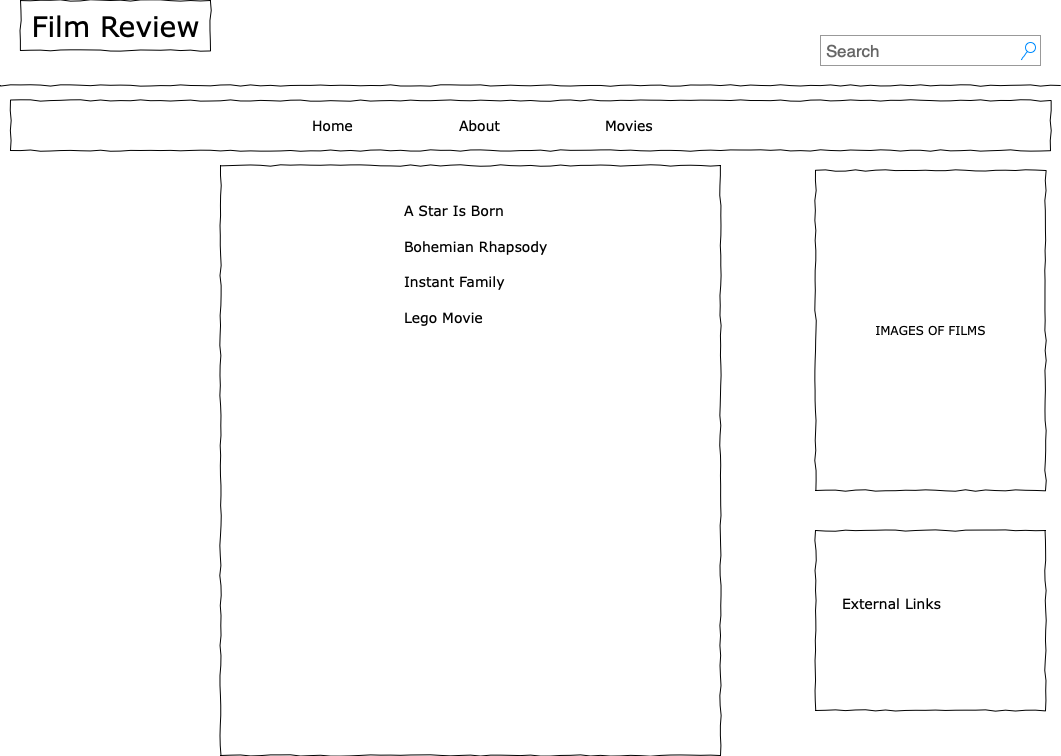 Film Review
Search
Home About Movies
A Star Is Born
Bohemian Rhapsody
Instant Family
Lego Movie
IMAGES OF FILMS
External Links